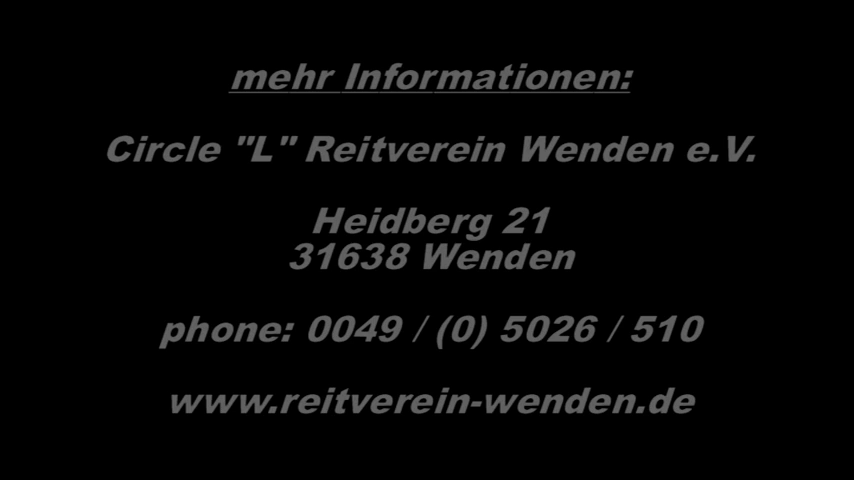 mehr Informationen:
Circle "L" Reitverein Wenden e.V.
Heidberg 21
31638 Wenden
phone: 0049 / (0) 5026 / 510
www.reitverein-wenden.de